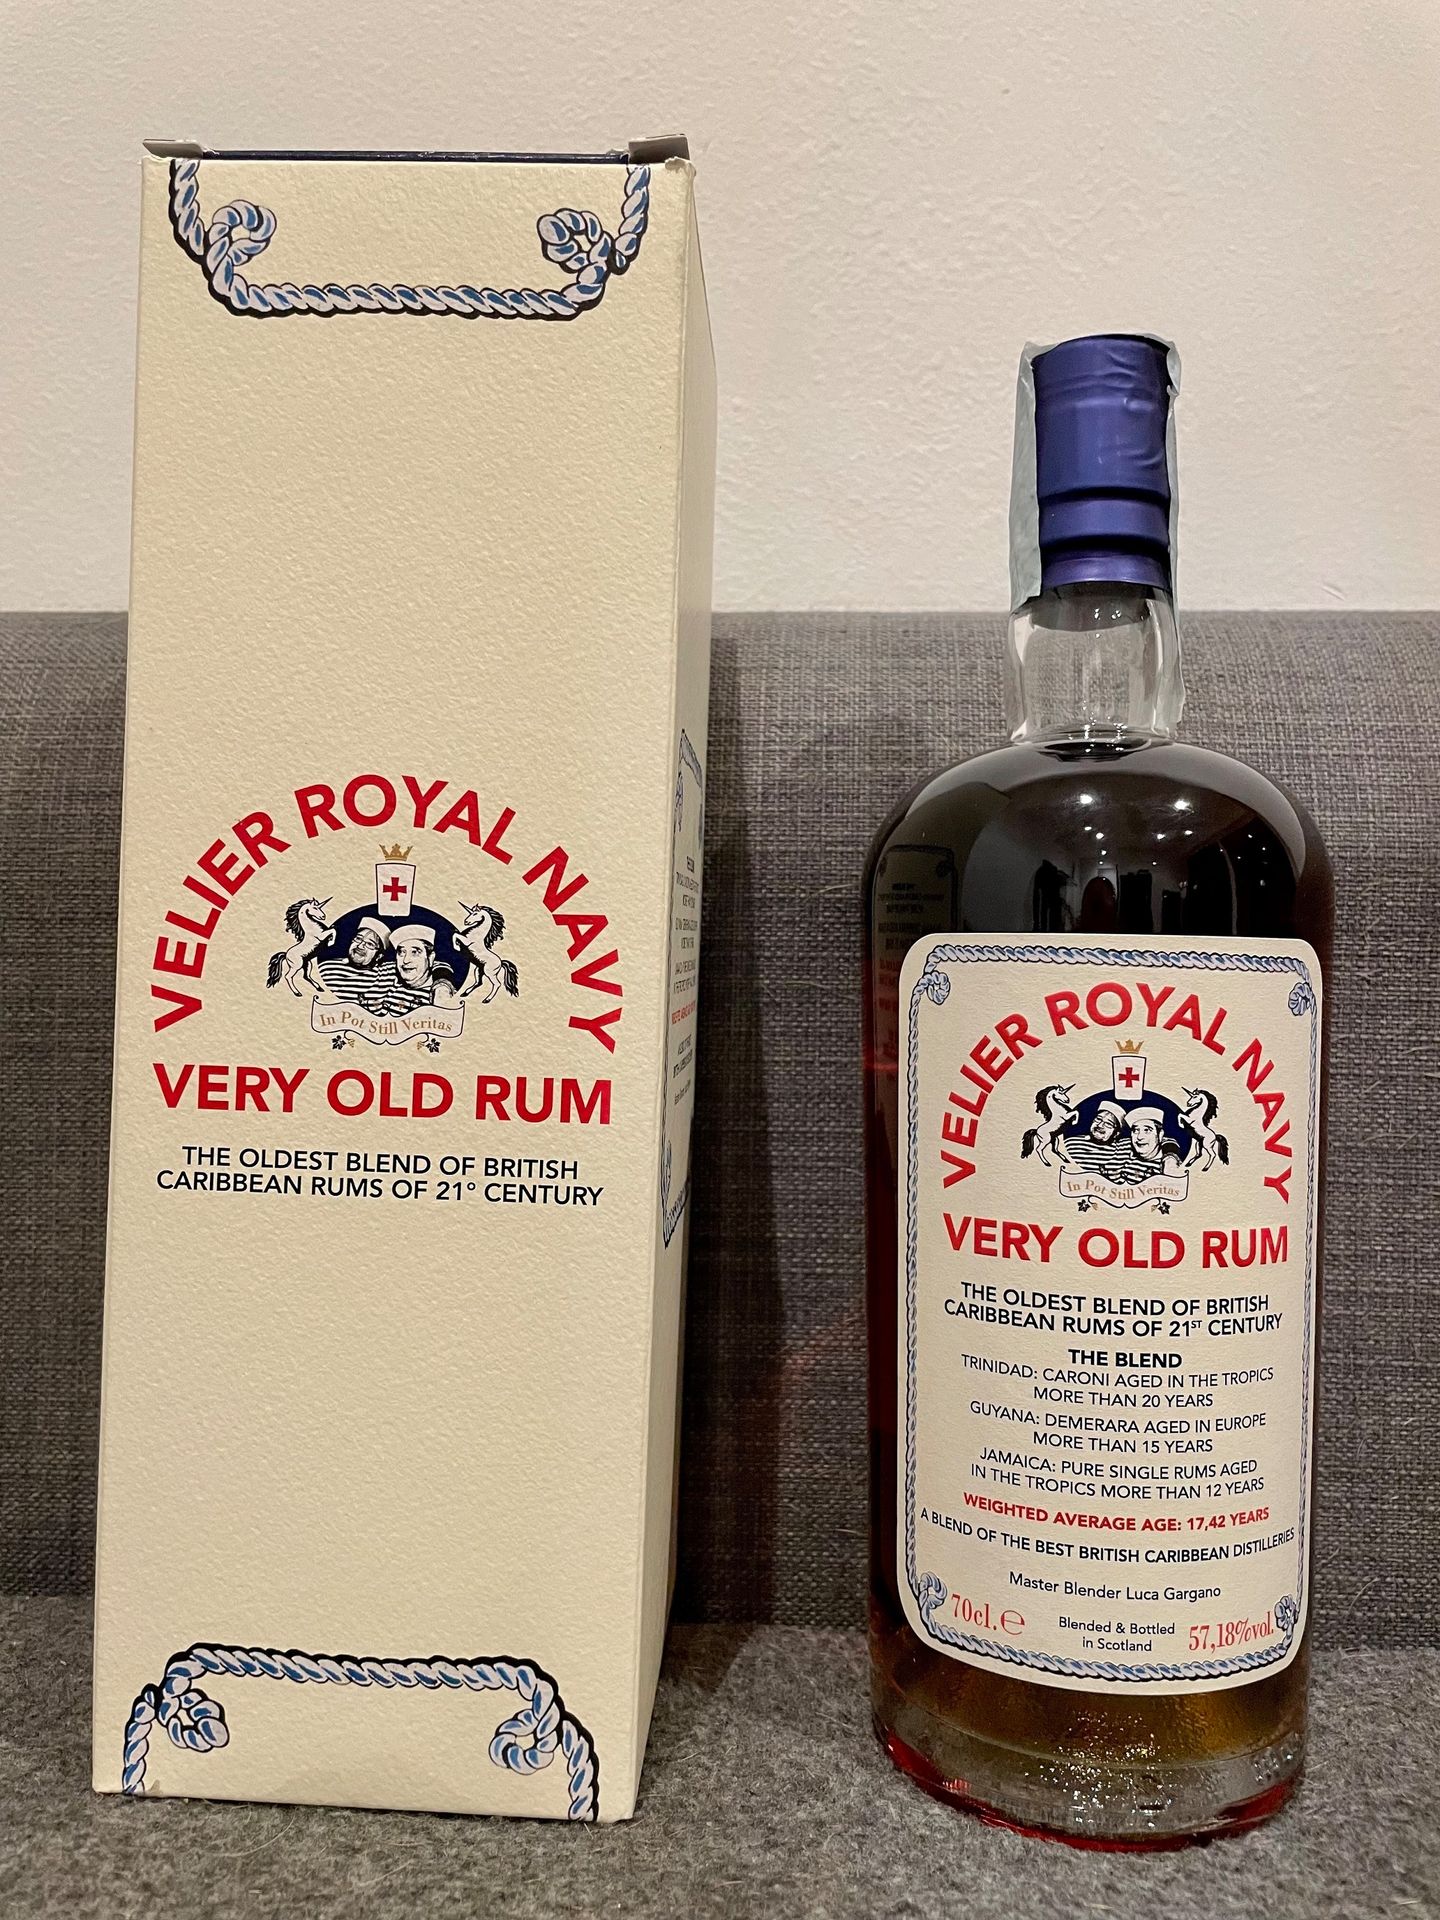 VELIER ROYAL NAVY
In Pot Still Veritas
VERY OLD RUM
THE OLDEST BLEND OF BRITISH
CARIBBEAN RUMS OF 21° CENTURY
VELIER ROYAL NAVY
In Pot Still Veritas
VERY OLD RUM
THE OLDEST BLEND OF BRITISH
CARIBBEAN RUMS OF 21ST CENTURY
THE BLEND
TRINIDAD: CARONI AGED IN THE TROPICS
MORE THAN 20 YEARS
GUYANA: DEMERARA AGED IN EUROPE
MORE THAN 15 YEARS
JAMAICA: PURE SINGLE RUMS AGED
IN THE TROPICS MORE THAN 12 YEARS
WEIGHTED AVERAGE AGE: 17,42 YEARS
A BLEND OF THE BEST BRITISH CARIBBEAN DISTILLERIES
Master Blender Luca Gargano
70cl. ℮
Blended & Bottled
in Scotland
57,18%vol.